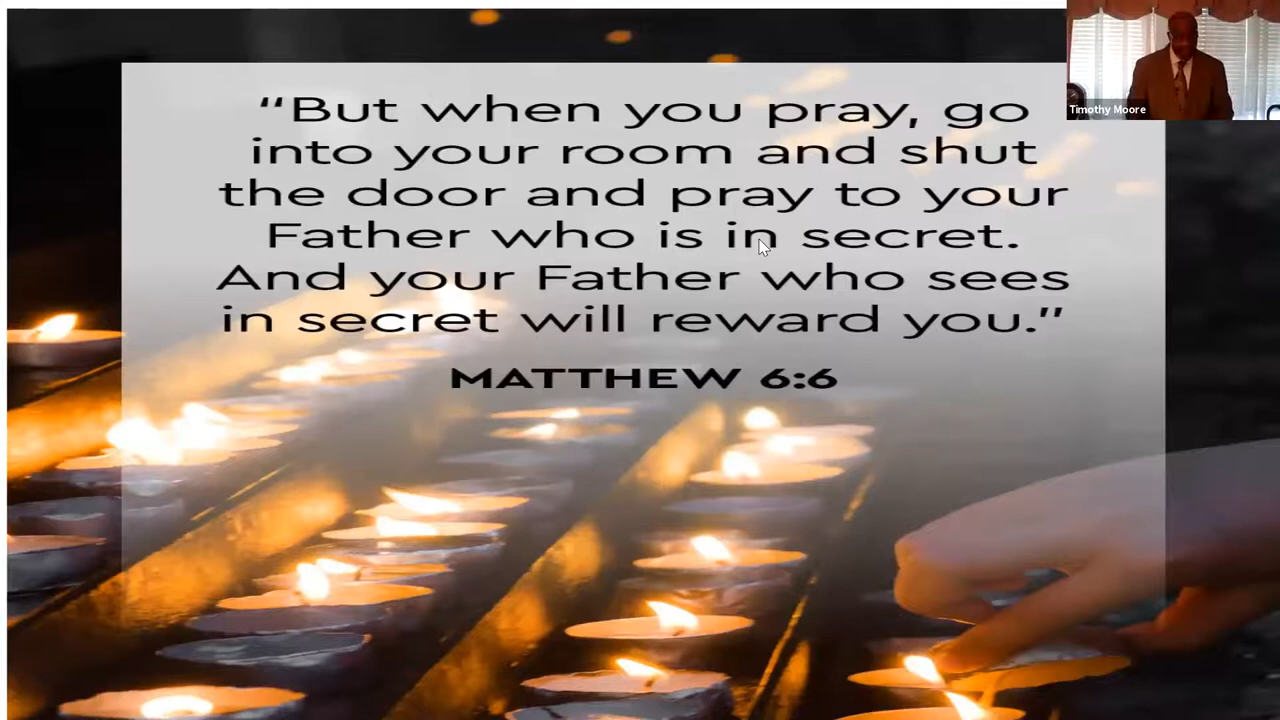 “But when you pray, go
into your room and shut
the door and pray to your
Father who is in secret.
And your Father who sees
in secret will reward you.”
MATTHEW 6:6
Timothy Moore